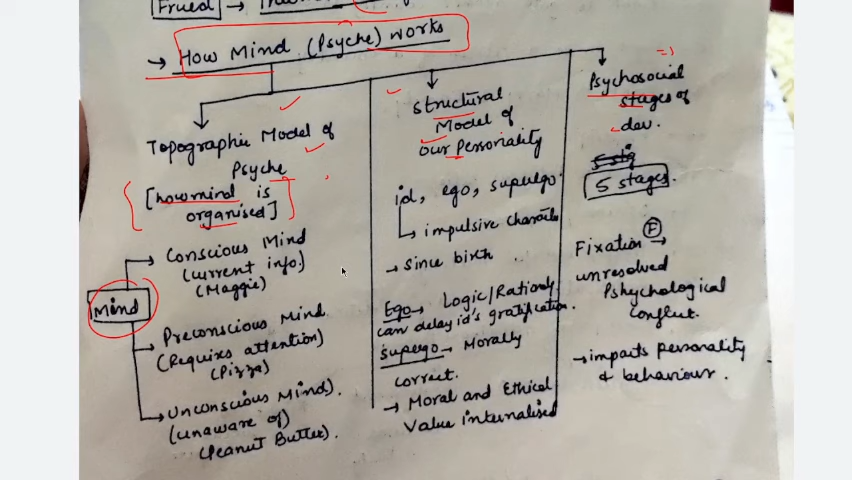 Frued →
→ How Mind (Psyche) works
Topographic Model of
Psyche
[how mind is
organised]
Mind
Conscious Mind
(current info.)
(Maggie)
Preconscious Mind
(Requires attention)
(Pizza)
Unconscious Mind).
(unaware of)
(Peanut Butter).
Structural
Model of
our Personality
id, ego, superego.
impulsive
→ Since birth
Ego → Logic/
can delay id's gratification.
Superego → Morally
correct.
→ Moral and Ethical
Value internalised
Psychosocial
stages of
dev.
5 stages.
Fixation → F
unresolved
Pshychological
conflict.
→ impacts personality
& behaviour.